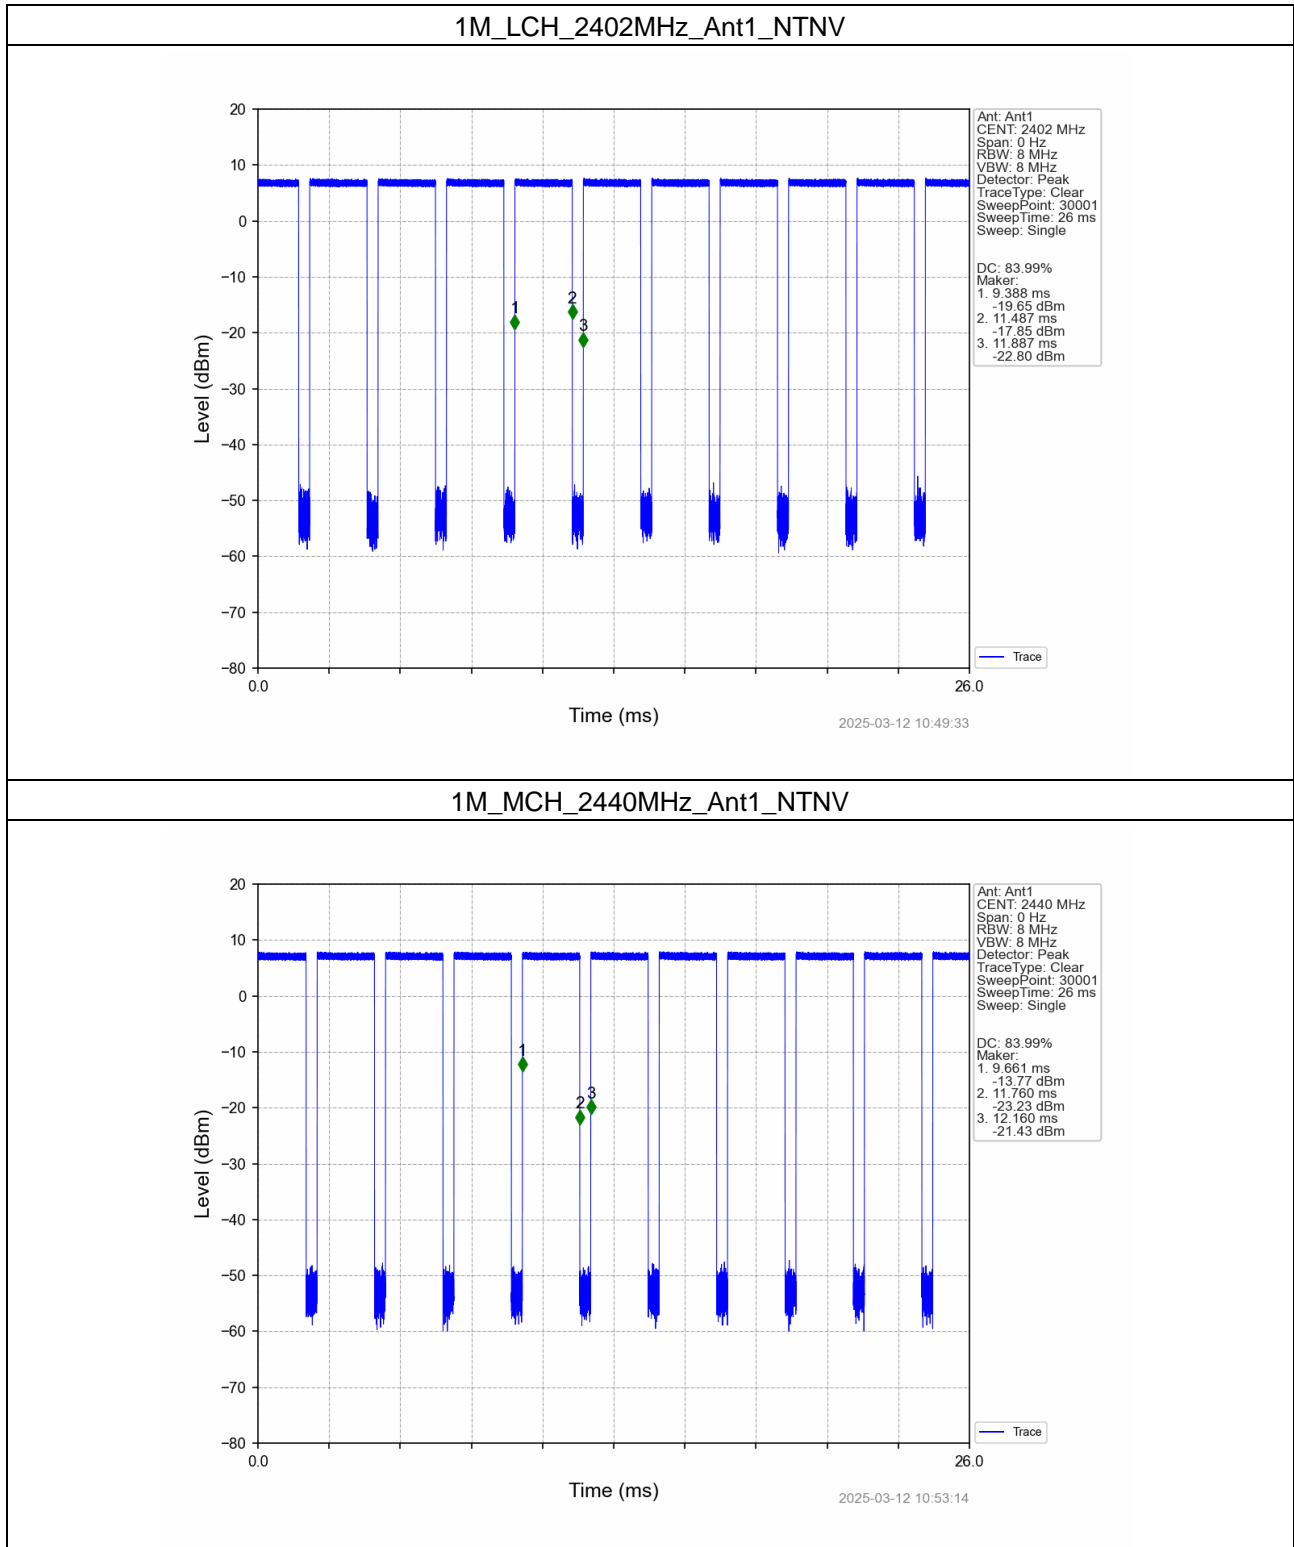 1M_LCH_2402MHz_Ant1_NTNV
20
10
0
−10
−20
−30
−40
−50
−60
−70
−80
Level (dBm)
1
2
3
0.0
26.0
Time (ms)
2025-03-12 10:49:33
Ant: Ant1
CENT: 2402 MHz
Span: 0 Hz
RBW: 8 MHz
VBW: 8 MHz
Detector: Peak
TraceType: Clear
SweepPoint: 30001
SweepTime: 26 ms
Sweep: Single
DC: 83.99%
Maker:
1. 9.388 ms
-19.65 dBm
2. 11.487 ms
-17.85 dBm
3. 11.887 ms
-22.80 dBm
Trace
1M_MCH_2440MHz_Ant1_NTNV
20
10
0
−10
−20
−30
−40
−50
−60
−70
−80
Level (dBm)
1
2
3
0.0
26.0
Time (ms)
2025-03-12 10:53:14
Ant: Ant1
CENT: 2440 MHz
Span: 0 Hz
RBW: 8 MHz
VBW: 8 MHz
Detector: Peak
TraceType: Clear
SweepPoint: 30001
SweepTime: 26 ms
Sweep: Single
DC: 83.99%
Maker:
1. 9.661 ms
-13.77 dBm
2. 11.760 ms
-23.23 dBm
3. 12.160 ms
-21.43 dBm
Trace